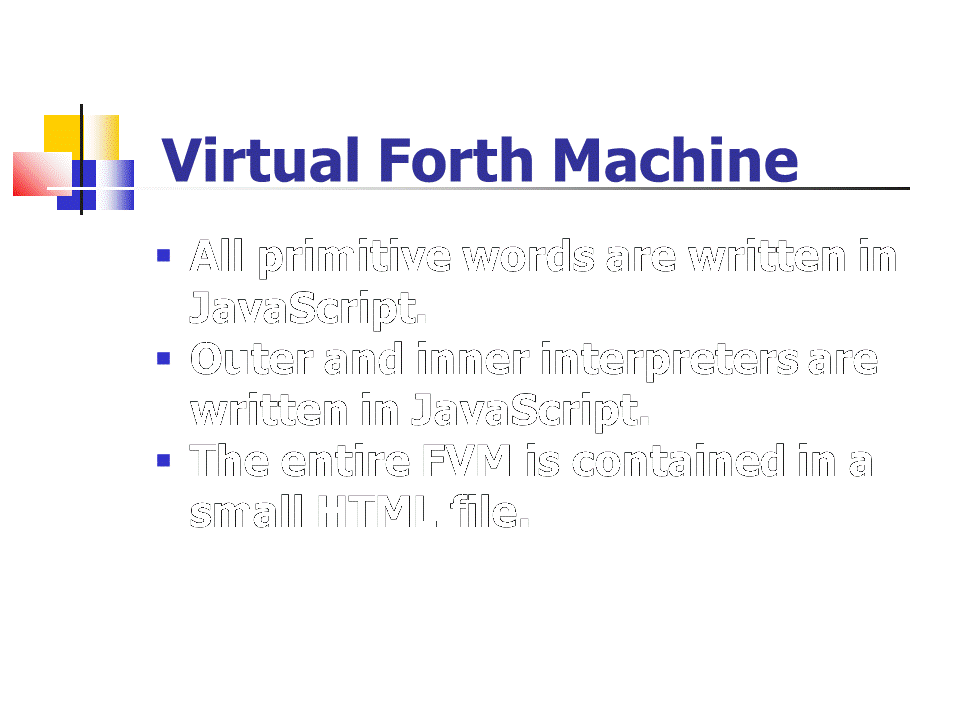 Virtual Forth Machine
All primitive words are written in
JavaScript.
Outer and inner interpreters are
written in JavaScript.
The entire FVM is contained in a
small HTML file.